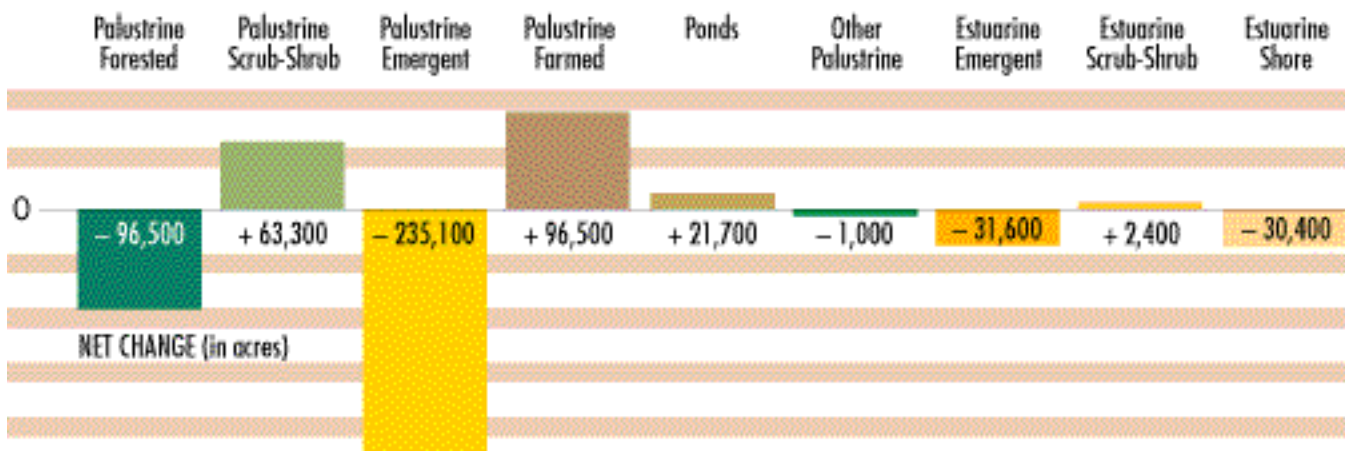 Palustrine
Forested
Palustrine
Scrub-Shrub
Palustrine
Emergent
Palustrine
Farmed
Ponds
Other
Palustrine
Estuarine
Emergent
Estuarine
Scrub-Shrub
Estuarine
Shore
0
– 96,500
+ 63,300
– 235,100
+ 96,500
+ 21,700
– 1,000
– 31,600
+ 2,400
– 30,400
NET CHANGE (in acres)